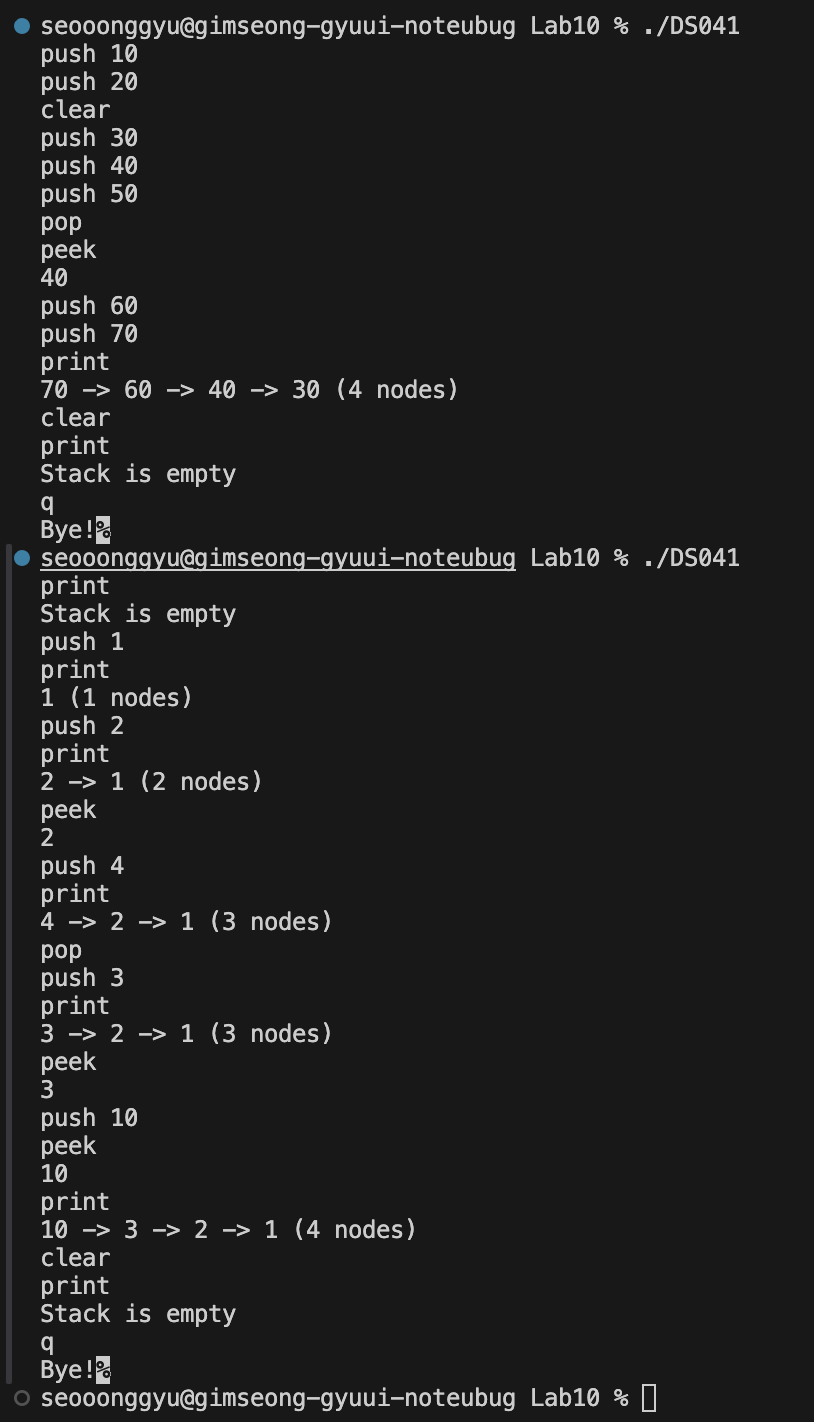 seooonggyu@gimseong-gyuui-noteubug Lab10 % ./DS041
push 10
push 20
clear
push 30
push 40
push 50
pop
peek
40
push 60
push 70
print
70 -> 60 -> 40 -> 30 (4 nodes)
clear
print
Stack is empty
q
Bye!%
seooonggyu@gimseong-gyuui-noteubug Lab10 % ./DS041
print
Stack is empty
push 1
print
1 (1 nodes)
push 2
print
2 -> 1 (2 nodes)
peek
2
push 4
print
4 -> 2 -> 1 (3 nodes)
pop
push 3
print
3 -> 2 -> 1 (3 nodes)
peek
3
push 10
peek
10
print
10 -> 3 -> 2 -> 1 (4 nodes)
clear
print
Stack is empty
q
Bye!%
seooonggyu@gimseong-gyuui-noteubug Lab10 %